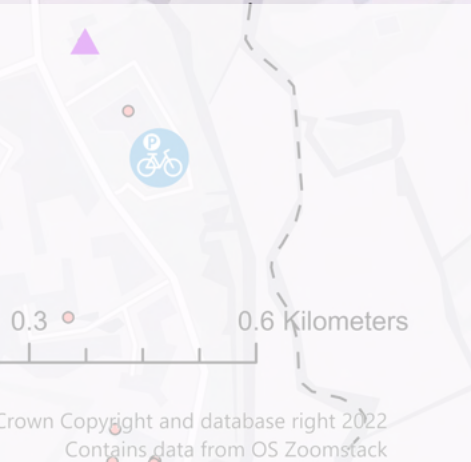 P
0.3 0.6 Kilometers
Crown Copyright and database right 2022
Contains data from OS Zoomstack